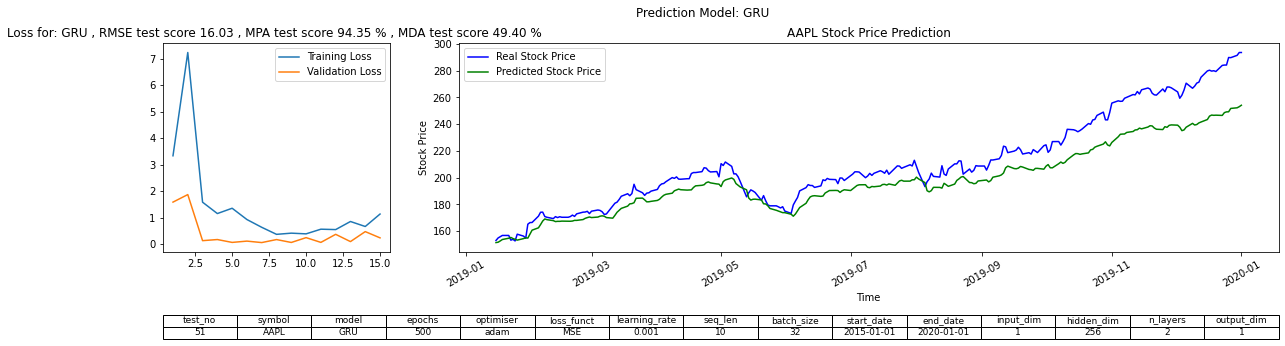 Prediction Model: GRU
Loss for: GRU , RMSE test score 16.03 , MPA test score 94.35 % , MDA test score 49.40 %
AAPL Stock Price Prediction
Training Loss
Validation Loss
7
6
5
4
3
2
1
0
2.5 5.0 7.5 10.0 12.5 15.0
Real Stock Price
Predicted Stock Price
Stock Price
300
280
260
240
220
200
180
160
2019-01 2019-03 2019-05 2019-07 2019-09 2019-11 2020-01
Time
test_no symbol model epochs optimiser loss_funct learning_rate seq_len batch_size start_date end_date input_dim hidden_dim n_layers output_dim
51 AAPL GRU 500 adam MSE 0.001 10 32 2015-01-01 2020-01-01 1 256 2 1